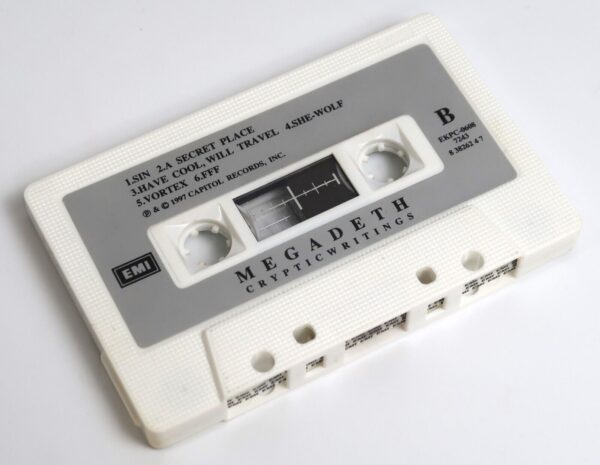 1.SIN 2.A SECRET PLACE
3.HAVE COOL, WILL TRAVEL 4.SHE-WOLF
5.VORTEX 6.FFF
℗ & © 1997 CAPITOL RECORDS, INC.
B
EKPC-0608
7243
8 38262 4 7
EMI
MEGADETH
CRYPTICWRITINGS